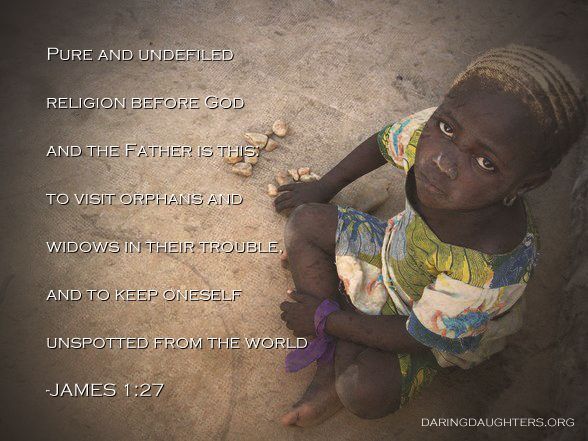 Pure and undefiled
religion before God
and the Father is this:
to visit orphans and
widows in their trouble,
and to keep oneself
unspotted from the world
-JAMES 1:27
DARINGDAUGHTERS.ORG